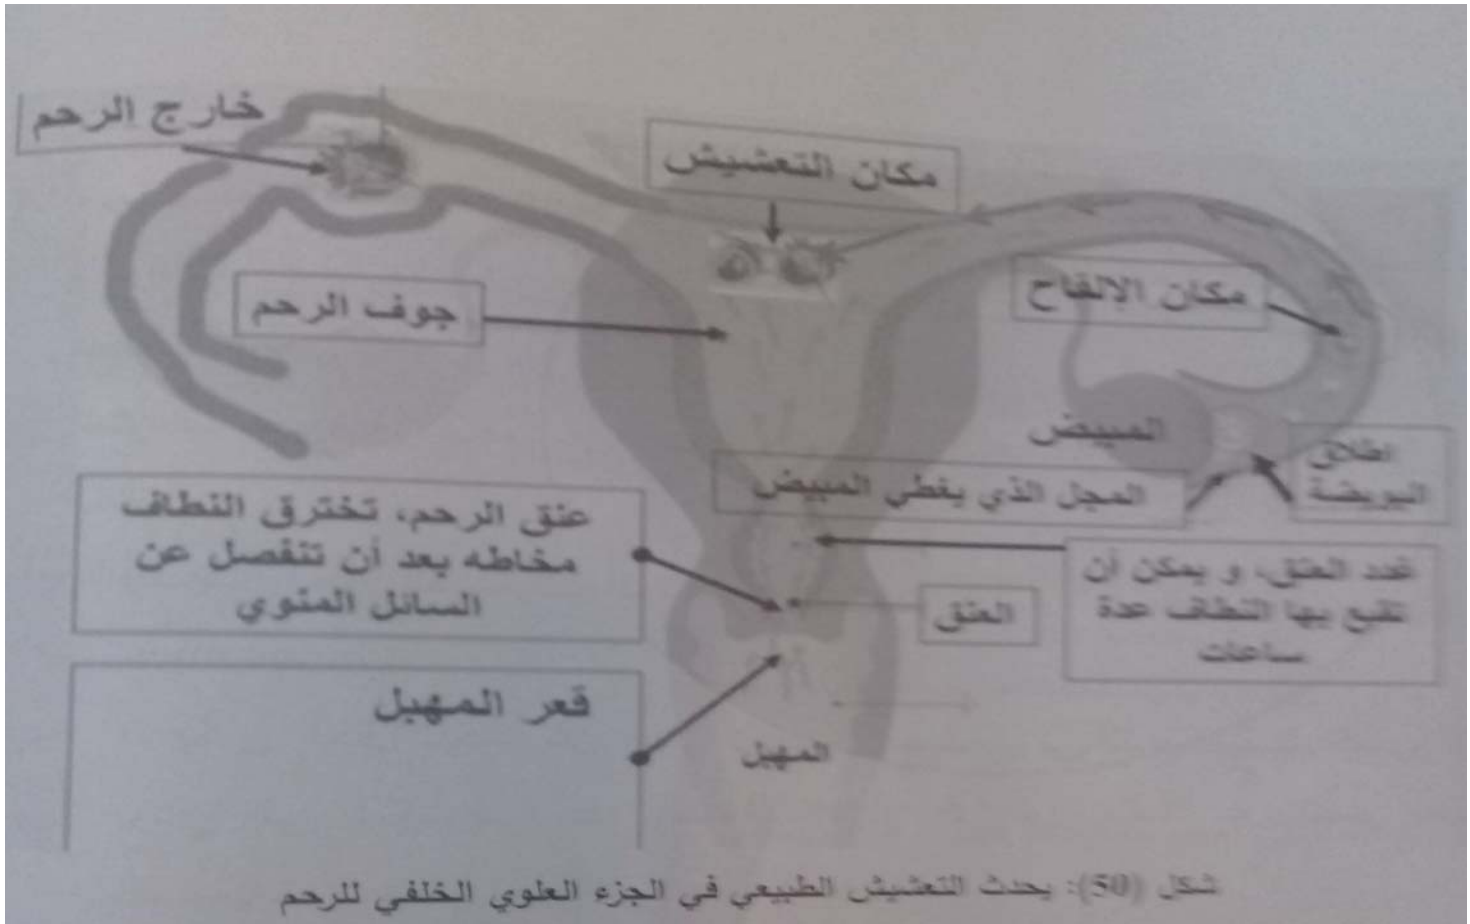 خارج الرحم
مكان التعشيش
مكان الإلقاح
جوف الرحم
المبيض
اطلاق
البويضة
المجل الذي يغطي المبيض
عنق الرحم، تخترق النطاف
مخاطه بعد أن تنفصل عن
السائل المنوي
غدد العنق، و يمكن أن
تقبع بها النطاف عدة
ساعات
العنق
قعر المهبل
المهبل
شكل (50): يحدث التعشيش الطبيعي في الجزء العلوي الخلفي للرحم